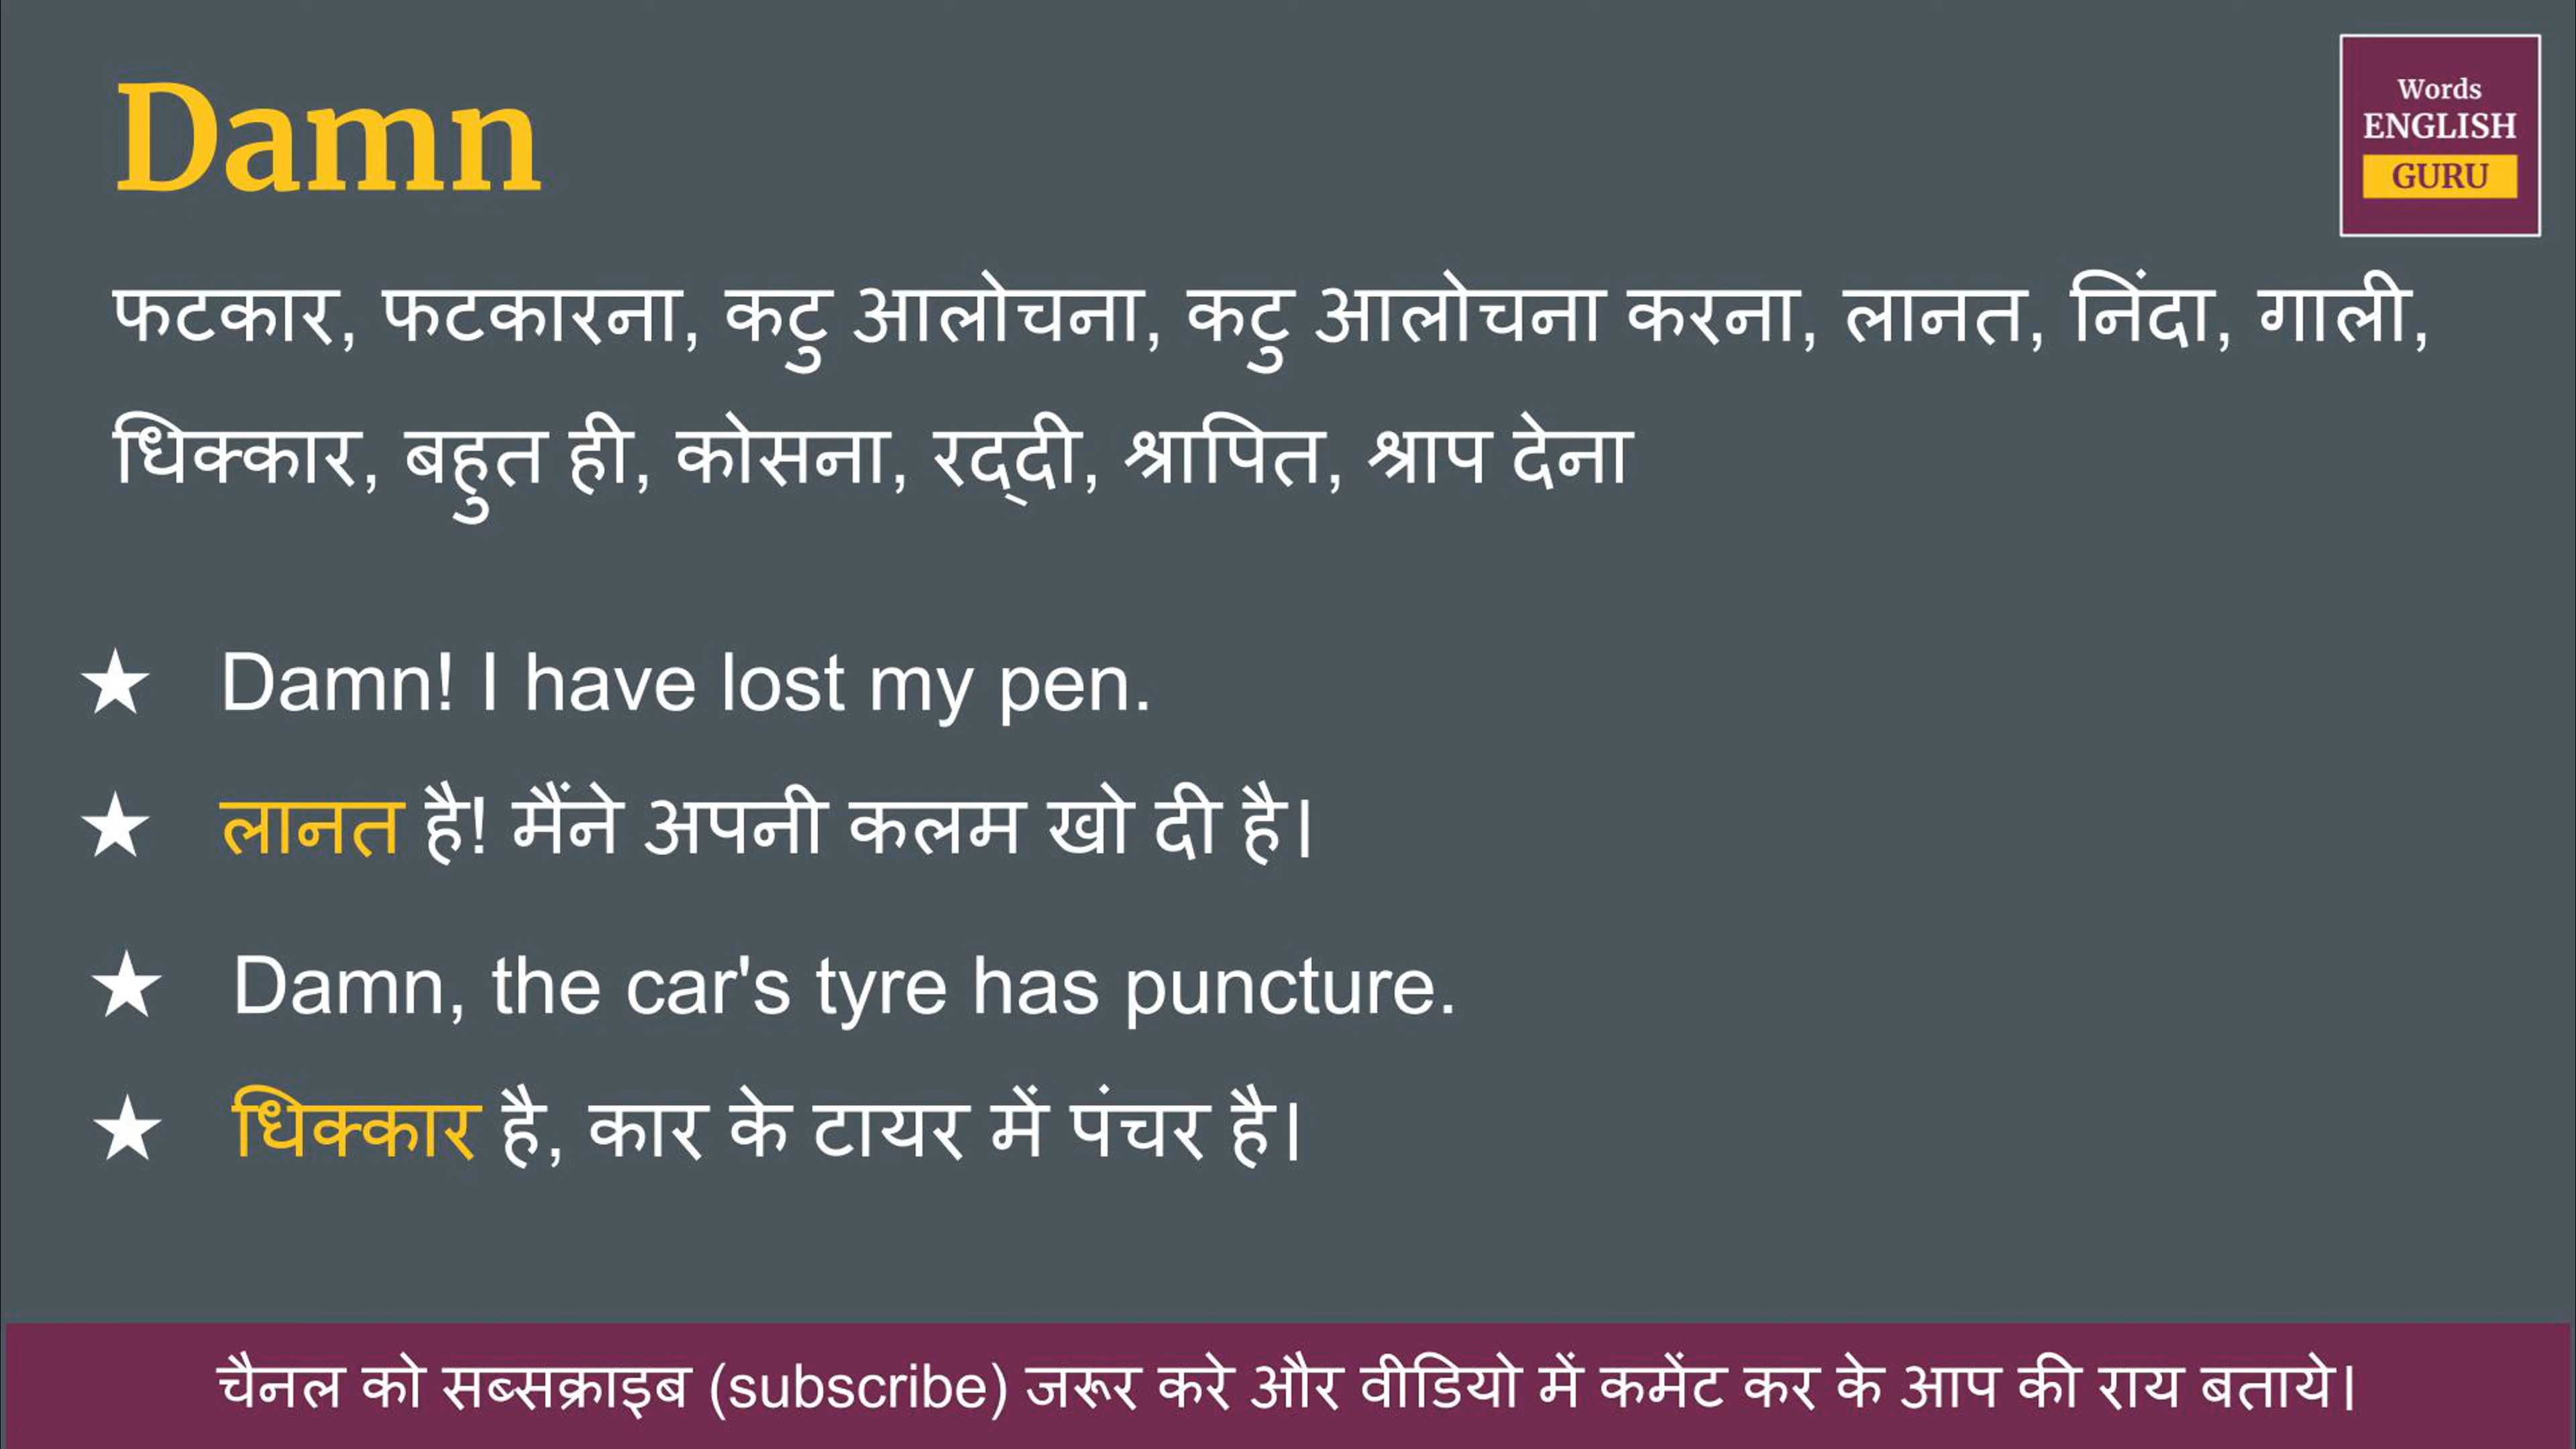 Damn
Words
ENGLISH
GURU
फटकार, फटकारना, कटु आलोचना, कटु आलोचना करना, लानत, निंदा, गाली,
धिक्कार, बहुत ही, कोसना, रद्‌दी, श्रापित, श्राप देना
★ Damn! I have lost my pen.
★ लानत है! मैंने अपनी कलम खो दी है।
★ Damn, the car's tyre has puncture.
★ धिक्कार है, कार के टायर में पंचर है।
चैनल को सब्सक्राइब (subscribe) जरूर करे और वीडियो में कमेंट कर के आप की राय बताये।